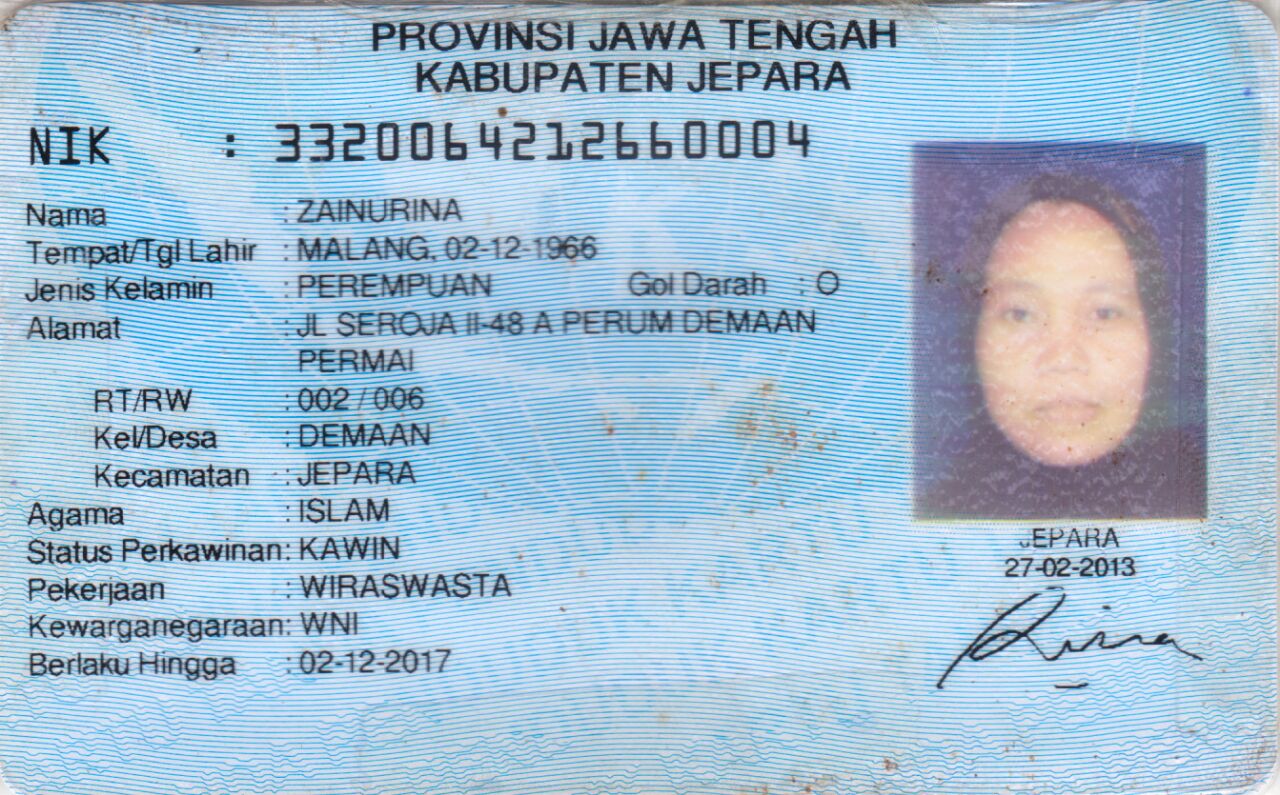 PROVINSI JAWA TENGAH
KABUPATEN JEPARA
NIK : 3320064212660004
Nama : ZAINURINA
Tempat/Tgl Lahir : MALANG, 02-12-1966
Jenis Kelamin : PEREMPUAN Gol Darah : O
Alamat : JL SEROJA II-48 A PERUM DEMAAN
PERMAI
RT/RW : 002 / 006
Kel/Desa : DEMAAN
Kecamatan : JEPARA
Agama : ISLAM
Status Perkawinan: KAWIN
Pekerjaan : WIRASWASTA
Kewarganegaraan: WNI
Berlaku Hingga : 02-12-2017
JEPARA
27-02-2013
Rina